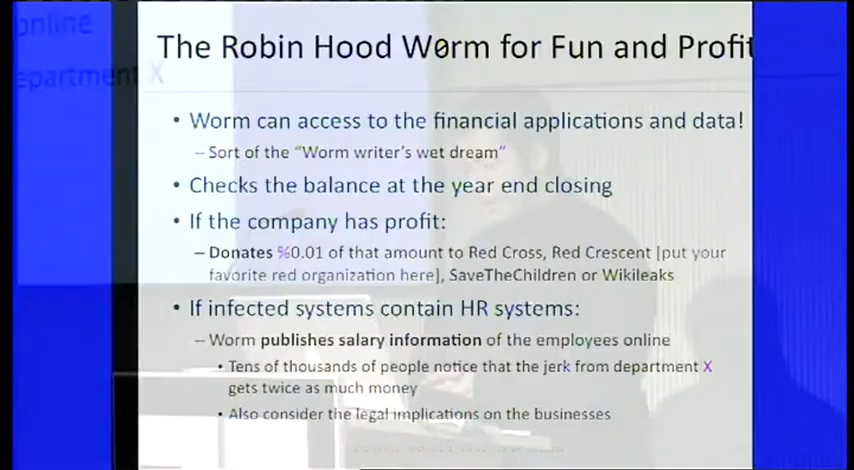 online
epartment X
The Robin Hood Worm for Fun and Profit
• Worm can access to the financial applications and data!
– Sort of the "Worm writer's wet dream"
• Checks the balance at the year end closing
• If the company has profit:
– Donates %0.01 of that amount to Red Cross, Red Crescent [put your
favorite red organization here], SaveTheChildren or Wikileaks
• If infected systems contain HR systems:
– Worm publishes salary information of the employees online
• Tens of thousands of people notice that the jerk from department X
gets twice as much money
• Also consider the legal implications on the businesses